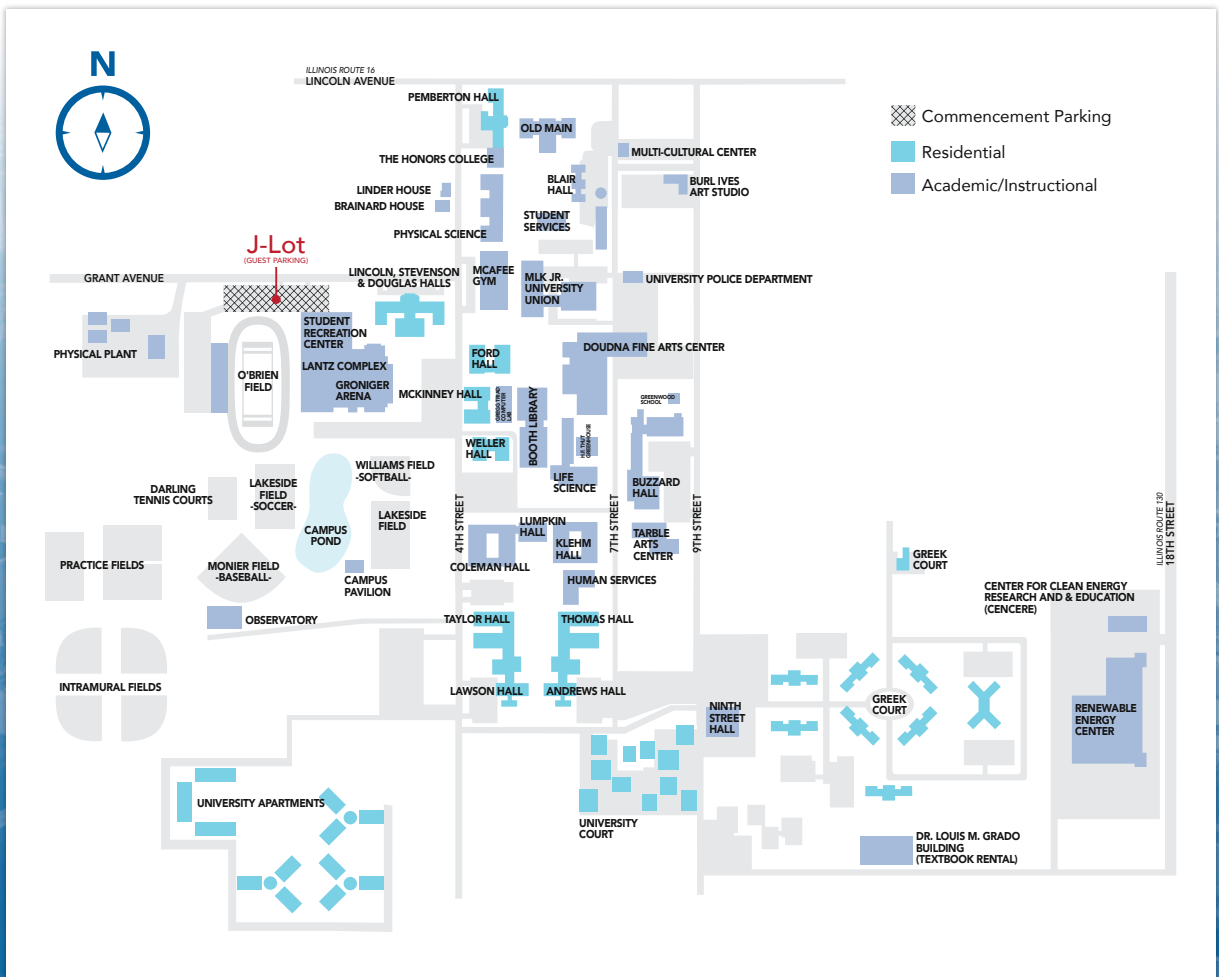 N
ILLINOIS ROUTE 16
LINCOLN AVENUE
PEMBERTON HALL
OLD MAIN
Commencement Parking
Residential
Academic/Instructional
THE HONORS COLLEGE
MULTI-CULTURAL CENTER
LINDER HOUSE
BRAINARD HOUSE
BLAIR
HALL
BURL IVES
ART STUDIO
STUDENT
SERVICES
PHYSICAL SCIENCE
J-Lot
(GUEST PARKING)
GRANT AVENUE
LINCOLN, STEVENSON
& DOUGLAS HALLS
MCAFEE
GYM
MLK JR.
UNIVERSITY
UNION
UNIVERSITY POLICE DEPARTMENT
PHYSICAL PLANT
STUDENT
RECREATION
CENTER
LANTZ COMPLEX
GRONIGER
ARENA
O'BRIEN
FIELD
FORD
HALL
DOUDNA FINE ARTS CENTER
MCKINNEY HALL
GREGG TRIAD
COMPUTER
LAB
BOOTH LIBRARY
GREENWOOD
SCHOOL
H.F. THUT
GREENHOUSE
WELLER
HALL
LIFE
SCIENCE
BUZZARD
HALL
WILLIAMS FIELD
-SOFTBALL-
DARLING
TENNIS COURTS
LAKESIDE
FIELD
-SOCCER-
LAKESIDE
FIELD
CAMPUS
POND
4TH STREET
7TH STREET
9TH STREET
ILLINOIS ROUTE 130
18TH STREET
LUMPKIN
HALL
KLEHM
HALL
TARBLE
ARTS
CENTER
COLEMAN HALL
HUMAN SERVICES
PRACTICE FIELDS
MONIER FIELD
-BASEBALL-
CAMPUS
PAVILION
OBSERVATORY
GREEK
COURT
CENTER FOR CLEAN ENERGY
RESEARCH AND & EDUCATION
(CENCERE)
TAYLOR HALL
THOMAS HALL
INTRAMURAL FIELDS
LAWSON HALL
ANDREWS HALL
NINTH
STREET
HALL
GREEK
COURT
RENEWABLE
ENERGY
CENTER
UNIVERSITY APARTMENTS
UNIVERSITY
COURT
DR. LOUIS M. GRADO
BUILDING
(TEXTBOOK RENTAL)